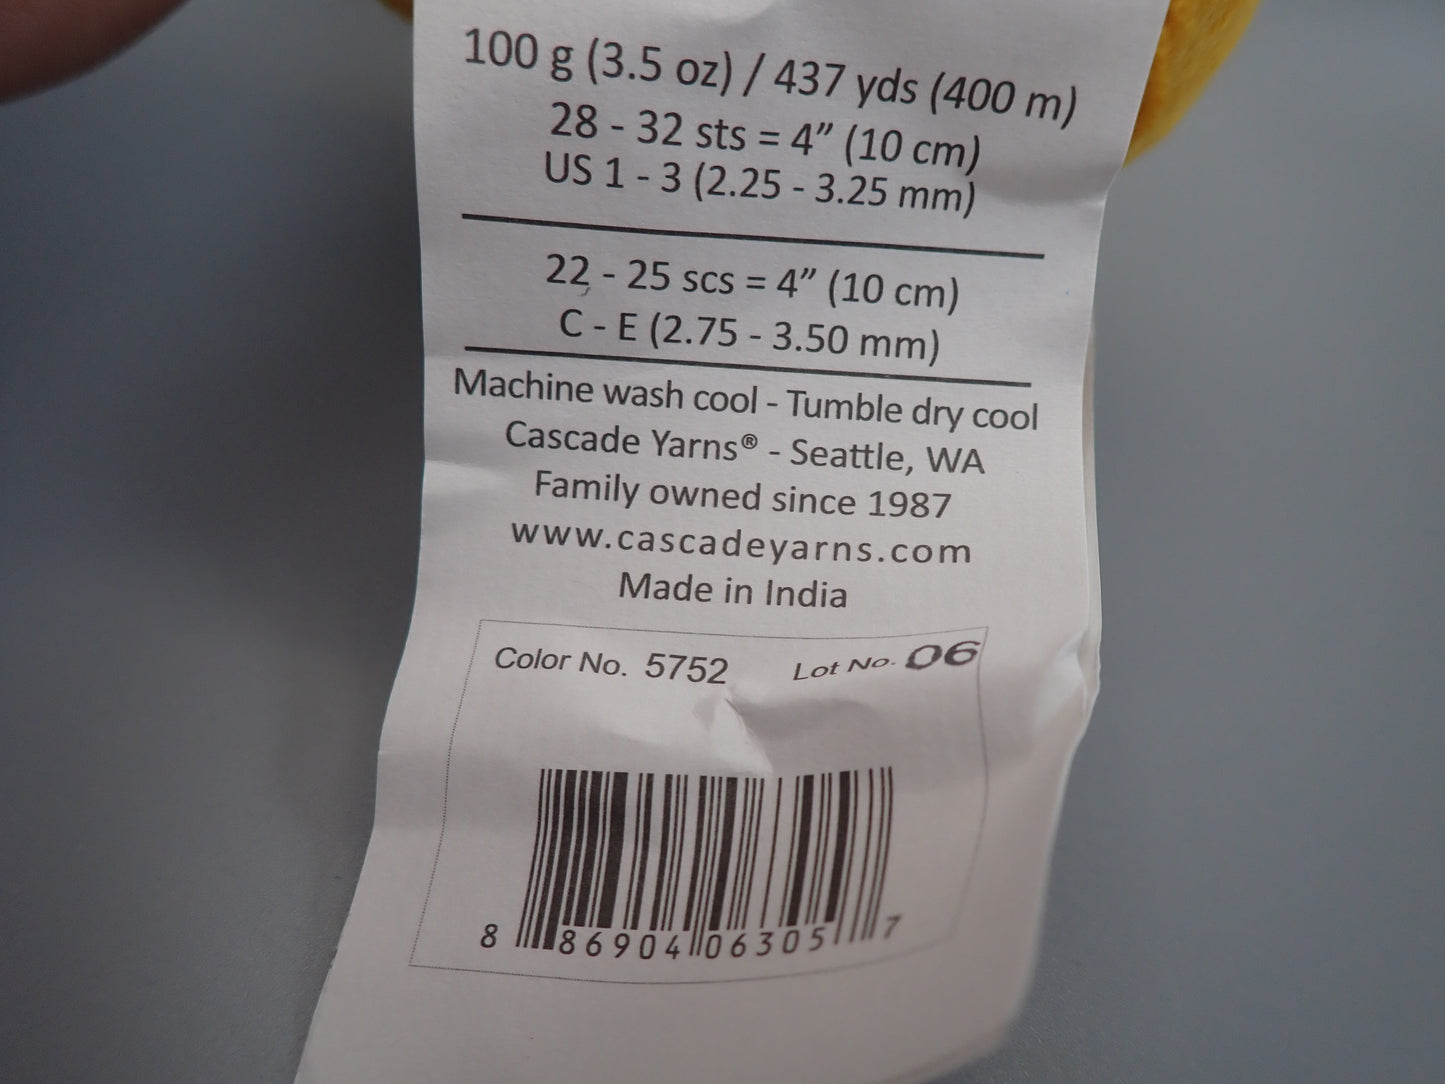 100 g (3.5 oz) / 437 yds (400 m)
28 - 32 sts = 4” (10 cm)
US 1 - 3 (2.25 - 3.25 mm)
22 - 25 scs = 4” (10 cm)
C - E (2.75 - 3.50 mm)
Machine wash cool - Tumble dry cool
Cascade Yarns® - Seattle, WA
Family owned since 1987
www.cascadeyarns.com
Made in India
Color No. 5752 Lot No. 06
8 86904 06305 7